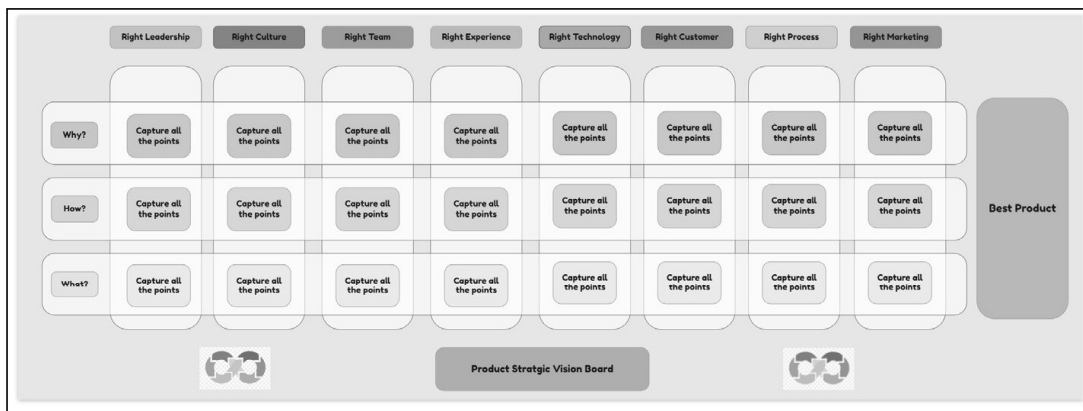 Right Leadership Right Culture Right Team Right Experience Right Technology Right Customer Right Process Right Marketing
Why?
Capture all Capture all Capture all Capture all Capture all Capture all Capture all Capture all
the points the points the points the points the points the points the points the points
How?
Capture all Capture all Capture all Capture all Capture all Capture all Capture all Capture all
the points the points the points the points the points the points the points the points
What?
Capture all Capture all Capture all Capture all Capture all Capture all Capture all Capture all
the points the points the points the points the points the points the points the points
Best Product
Product Stratgic Vision Board